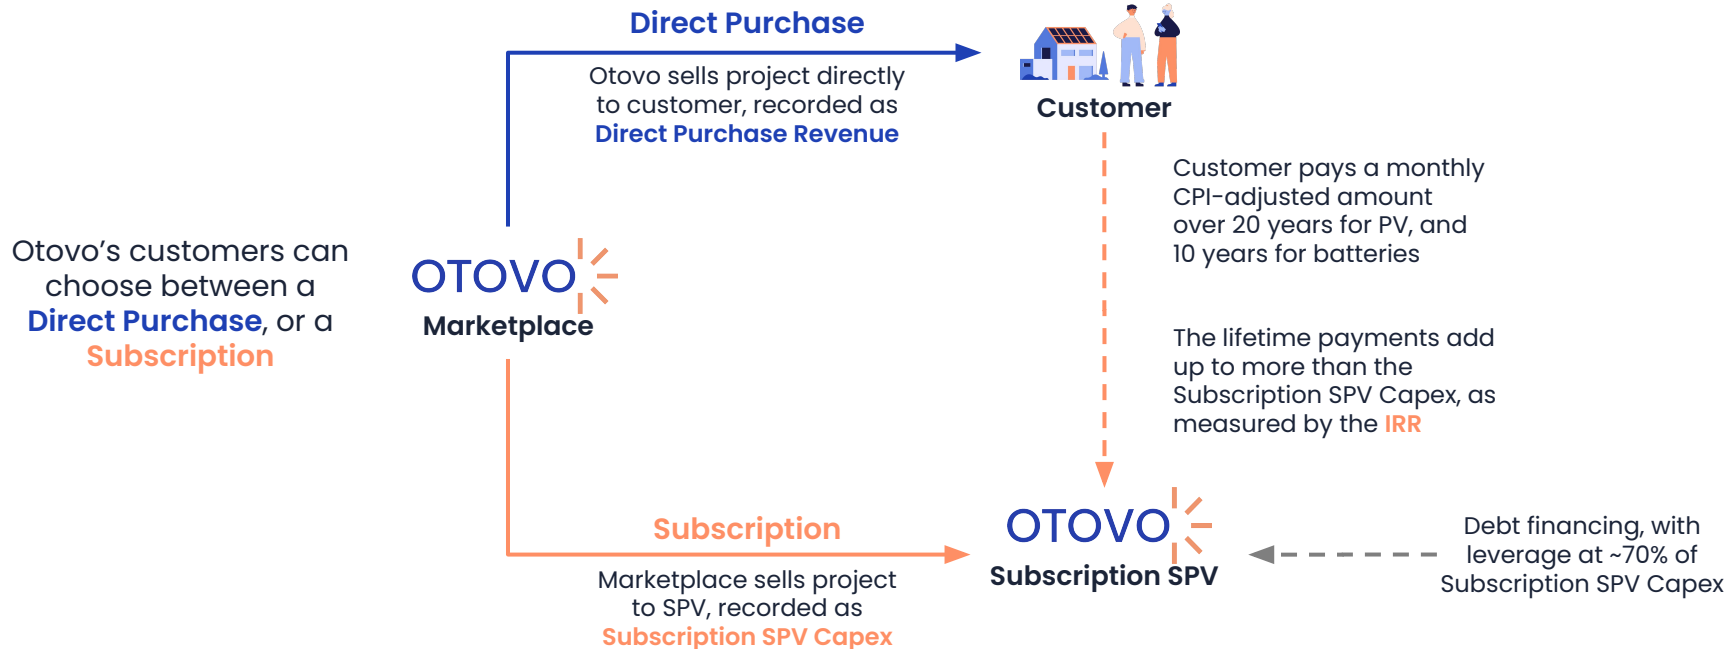 Direct Purchase
Otovo sells project directly
to customer, recorded as
Direct Purchase Revenue
Customer
Customer pays a monthly
CPI-adjusted amount
over 20 years for PV, and
10 years for batteries
Otovo’s customers can
choose between a
Direct Purchase, or a
Subscription
OTOVO
Marketplace
The lifetime payments add
up to more than the
Subscription SPV Capex, as
measured by the IRR
Subscription
Marketplace sells project
to SPV, recorded as
Subscription SPV Capex
OTOVO
Subscription SPV
Debt financing, with
leverage at ~70% of
Subscription SPV Capex